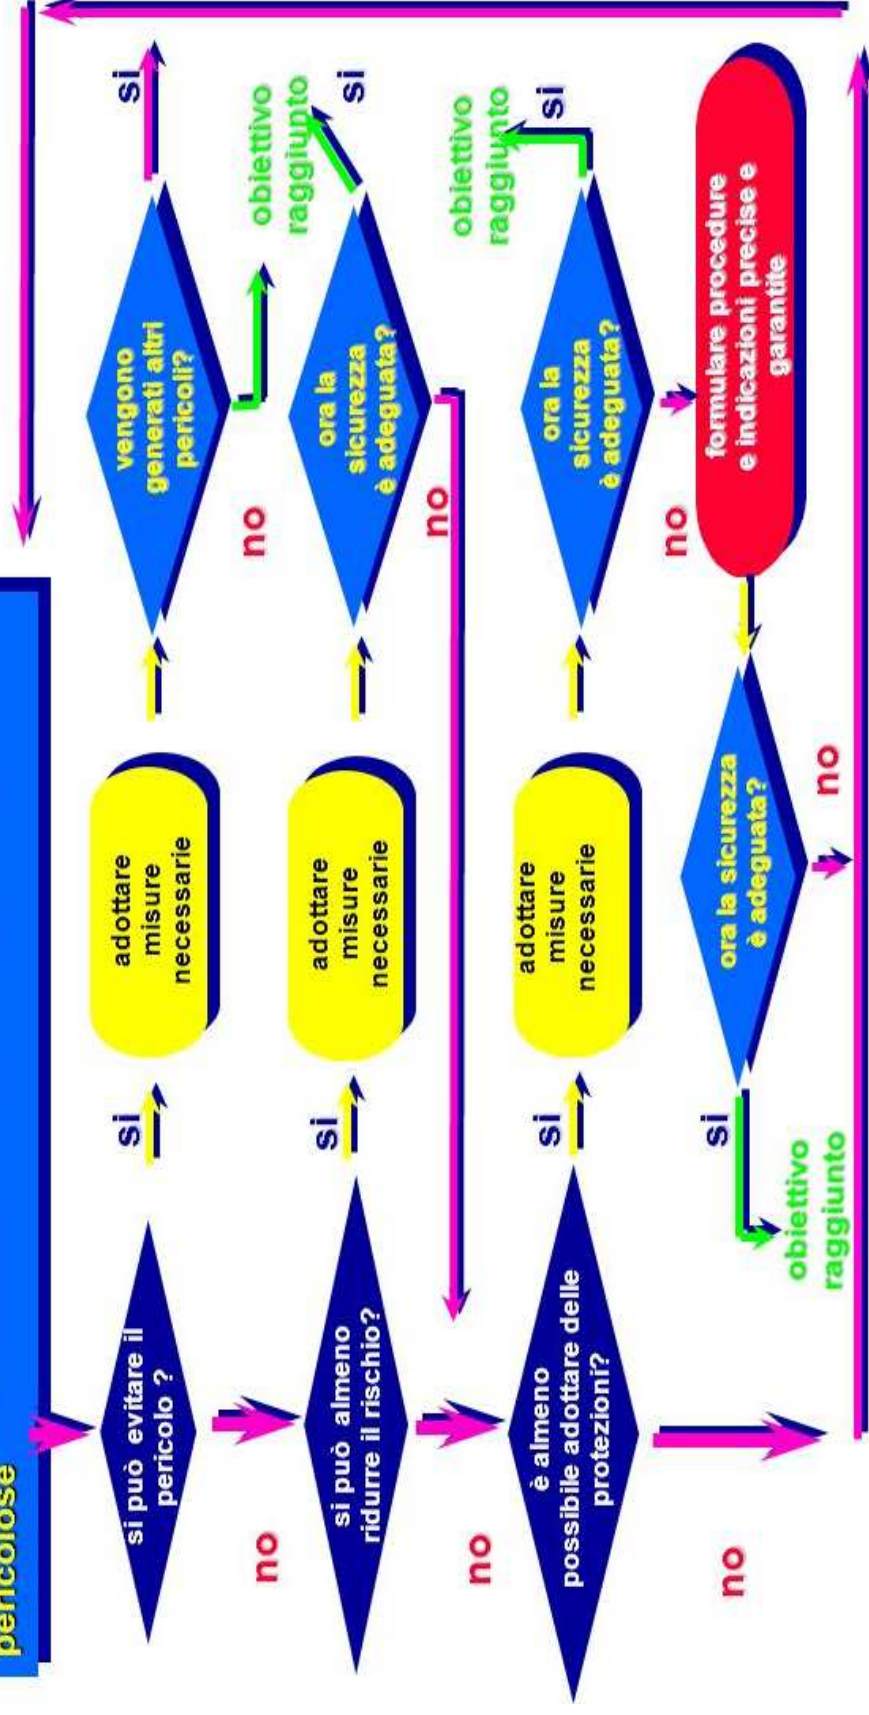 pericolose
si può evitare il
pericolo ?
si
adottare
misure
necessarie
vengono
generati altri
pericoli?
si
no
no
obiettivo
raggiunto
si può almeno
ridurre il rischio?
si
adottare
misure
necessarie
ora la
sicurezza
è adeguata?
si
no
no
obiettivo
raggiunto
è almeno
possibile adottare delle
protezioni?
si
adottare
misure
necessarie
ora la
sicurezza
è adeguata?
si
no
no
formulare procedure
e indicazioni precise e
garantite
ora la sicurezza
è adeguata?
si
no
obiettivo
raggiunto